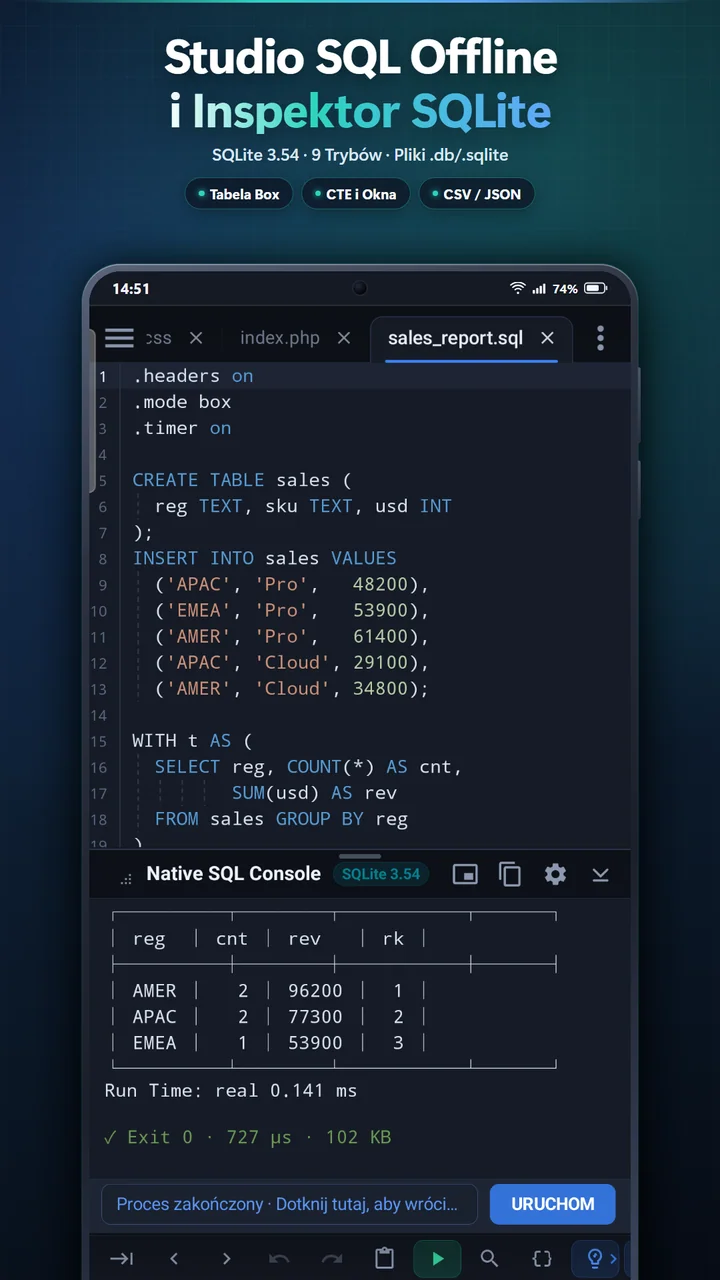 Studio SQL Offline
i Inspektor SQLite
SQLite 3.54 · 9 Trybów · Pliki .db/.sqlite
Tabela Box
CTE i Okna
CSV / JSON
14:51
74%
css
index.php
sales_report.sql
1 .headers on
2 .mode box
3 .timer on
4
5 CREATE TABLE sales (
6 reg TEXT, sku TEXT, usd INT
7 );
8 INSERT INTO sales VALUES
9 ('APAC', 'Pro', 48200),
10 ('EMEA', 'Pro', 53900),
11 ('AMER', 'Pro', 61400),
12 ('APAC', 'Cloud', 29100),
13 ('AMER', 'Cloud', 34800);
14
15 WITH t AS (
16 SELECT reg, COUNT(*) AS cnt,
17 SUM(usd) AS rev
18 FROM sales GROUP BY reg
19 )
Native SQL Console SQLite 3.54
│ reg │ cnt │ rev │ rk │
│ AMER │ 2 │ 96200 │ 1 │
│ APAC │ 2 │ 77300 │ 2 │
│ EMEA │ 1 │ 53900 │ 3 │
Run Time: real 0.141 ms
✓ Exit 0 · 727 µs · 102 KB
Proces zakończony · Dotknij tutaj, aby wróci...
URUCHOM